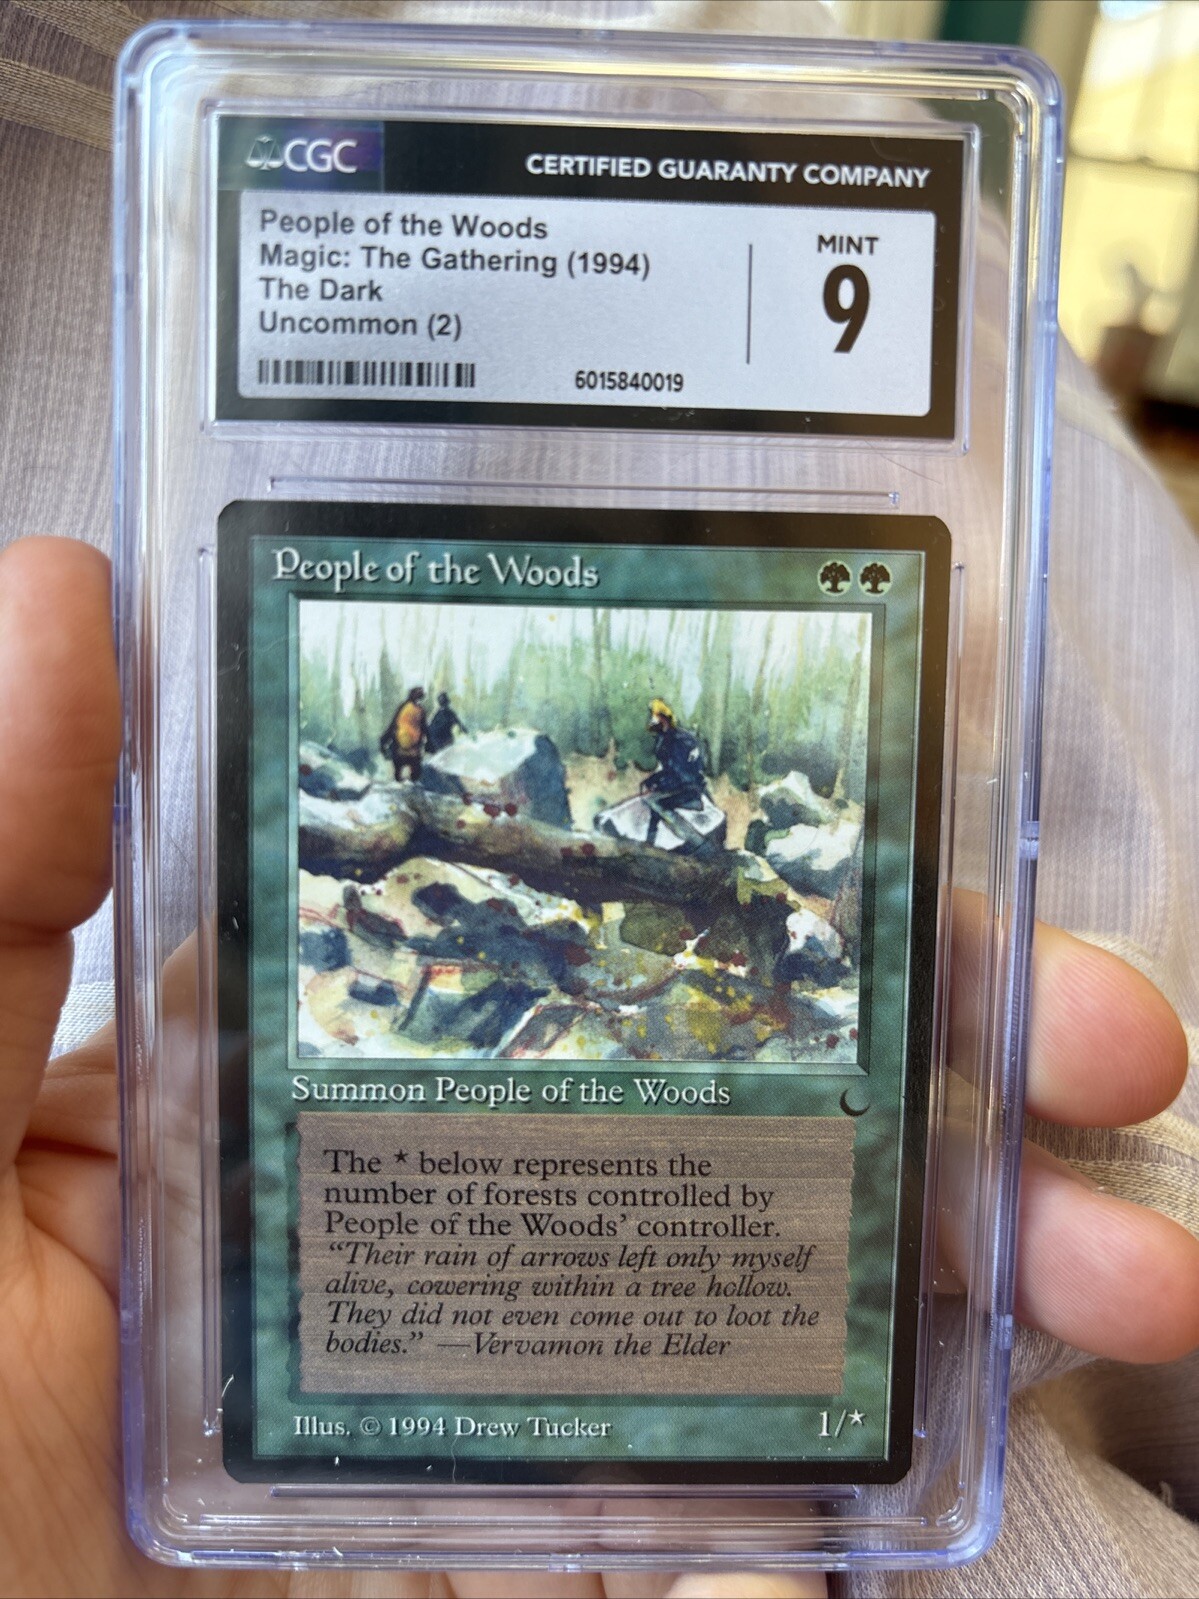 CGC
CERTIFIED GUARANTY COMPANY
People of the Woods
Magic: The Gathering (1994)
The Dark
Uncommon (2)
MINT
9
6015840019
People of the Woods
Summon People of the Woods
The * below represents the
number of forests controlled by
People of the Woods' controller.
"Their rain of arrows left only myself
alive, cowering within a tree hollow.
They did not even come out to loot the
bodies." —Vervamon the Elder
Illus. © 1994 Drew Tucker
1/*